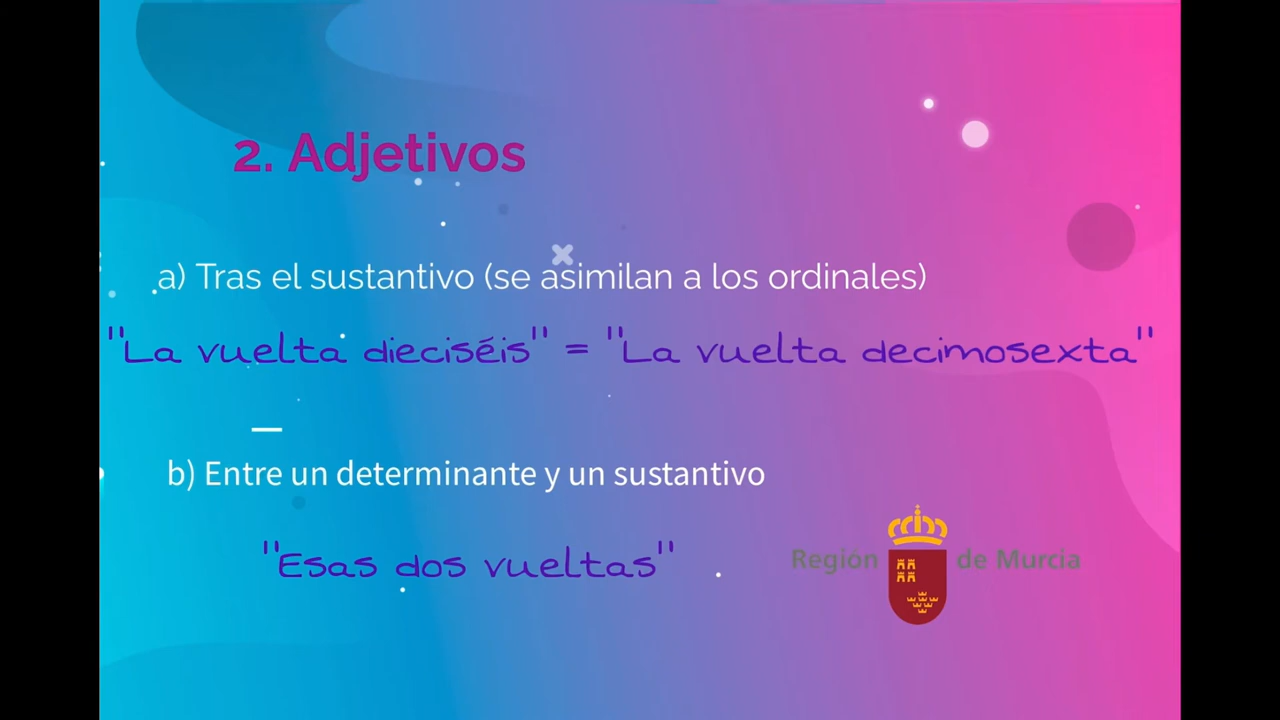 2. Adjetivos
a) Tras el sustantivo (se asimilan a los ordinales)
"La vuelta dieciséis" = "La vuelta decimosexta"
b) Entre un determinante y un sustantivo
"Esas dos vueltas"
Región de Murcia